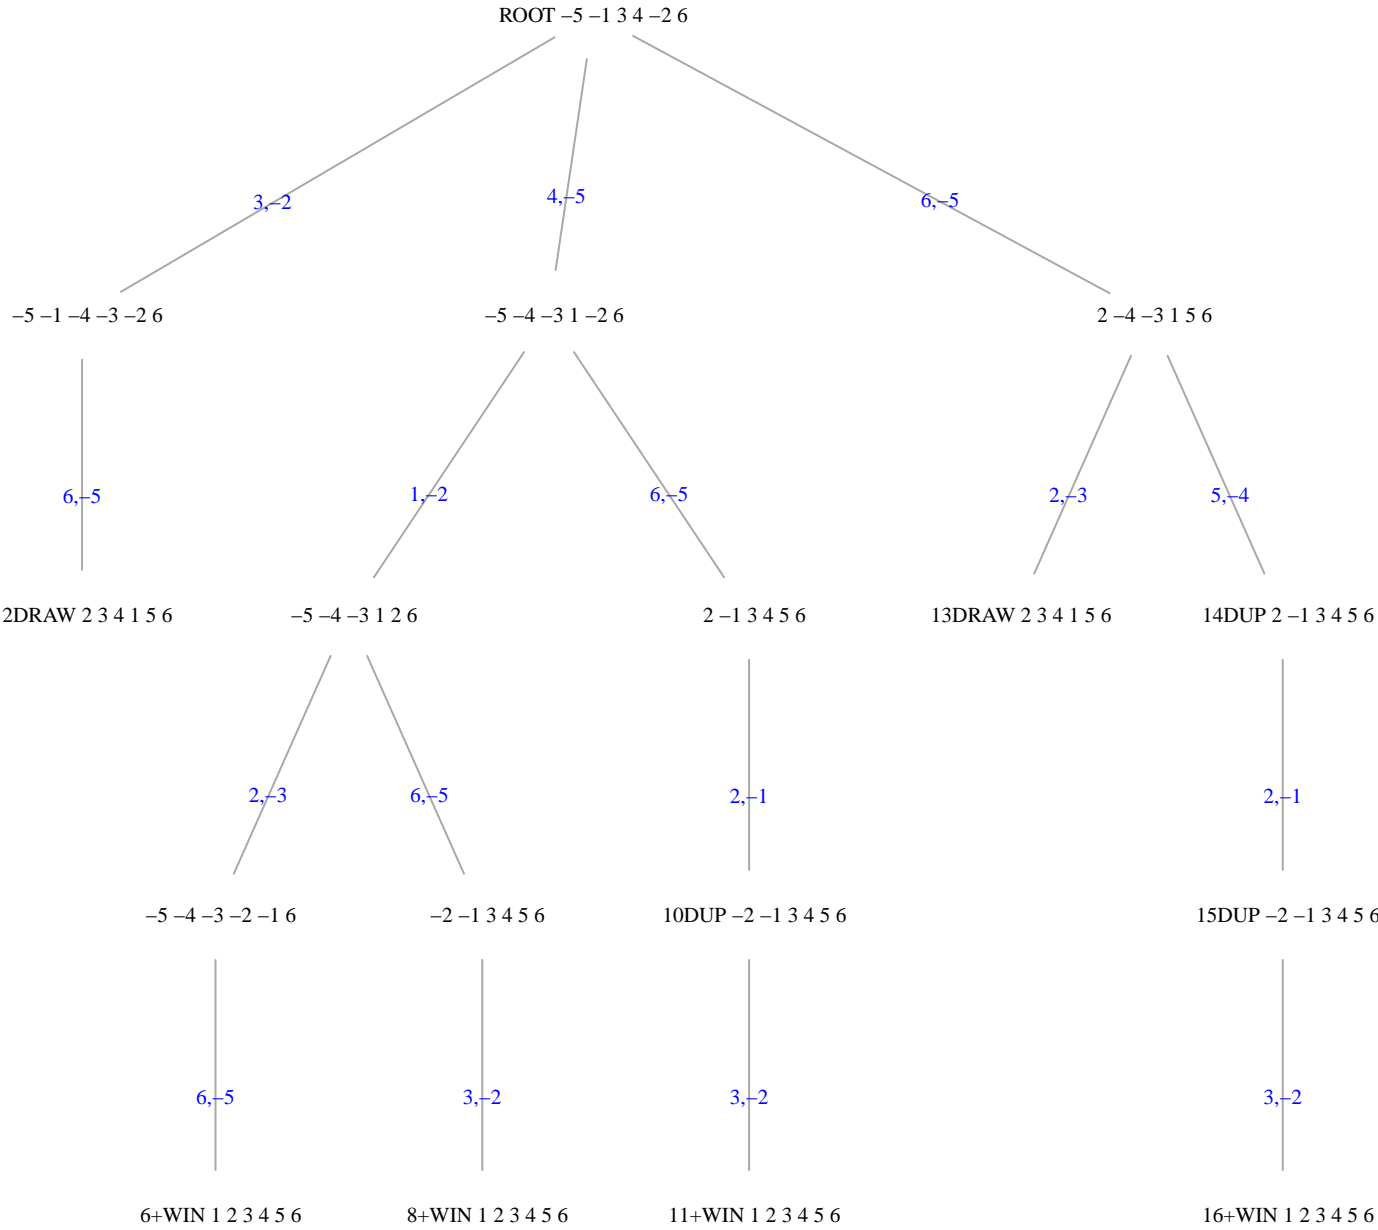 ROOT –5 –1 3 4 –2 6
3,–2
4,–5
6,–5
–5 –1 –4 –3 –2 6
–5 –4 –3 1 –2 6
2 –4 –3 1 5 6
6,–5
1,–2
6,–5
2,–3
5,–4
2DRAW 2 3 4 1 5 6
–5 –4 –3 1 2 6
2 –1 3 4 5 6
13DRAW 2 3 4 1 5 6
14DUP 2 –1 3 4 5 6
2,–3
6,–5
2,–1
2,–1
–5 –4 –3 –2 –1 6
–2 –1 3 4 5 6
10DUP –2 –1 3 4 5 6
15DUP –2 –1 3 4 5 6
6,–5
3,–2
3,–2
3,–2
6+WIN 1 2 3 4 5 6
8+WIN 1 2 3 4 5 6
11+WIN 1 2 3 4 5 6
16+WIN 1 2 3 4 5 6